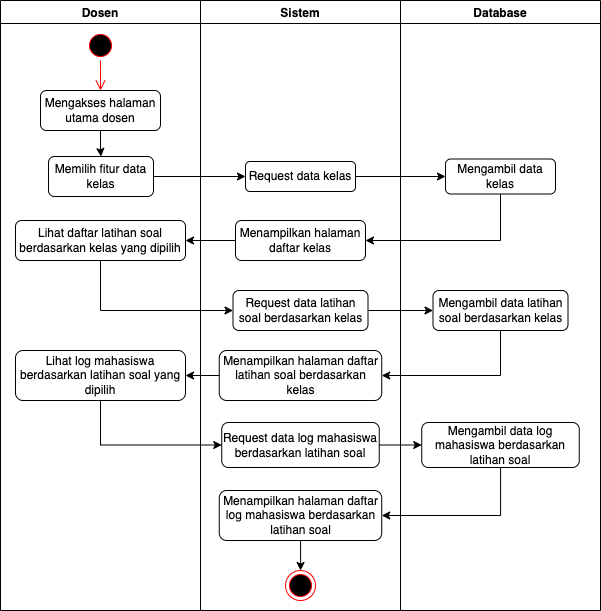 Dosen
Sistem
Database
Mengakses halaman
utama dosen
Memilih fitur data
kelas
Request data kelas
Mengambil data
kelas
Lihat daftar latihan soal
berdasarkan kelas yang dipilih
Menampilkan halaman
daftar kelas
Request data latihan
soal berdasarkan kelas
Mengambil data latihan
soal berdasarkan kelas
Lihat log mahasiswa
berdasarkan latihan soal yang
dipilih
Menampilkan halaman daftar
latihan soal berdasarkan
kelas
Request data log mahasiswa
berdasarkan latihan soal
Mengambil data log
mahasiswa berdasarkan
latihan soal
Menampilkan halaman daftar
log mahasiswa berdasarkan
latihan soal